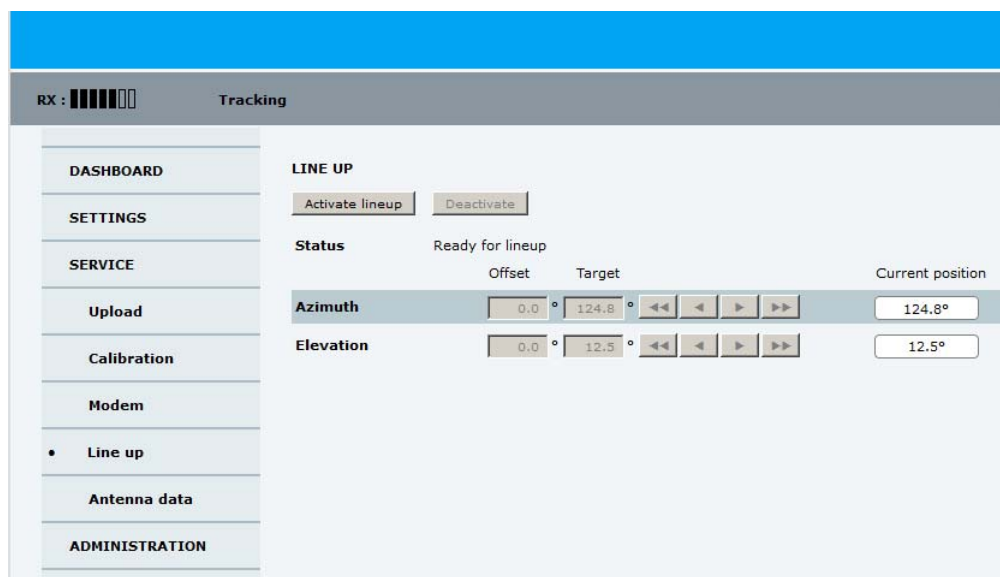 RX : Tracking
DASHBOARD
SETTINGS
SERVICE
Upload
Calibration
Modem
• Line up
Antenna data
ADMINISTRATION
LINE UP
Activate lineup Deactivate
Status Ready for lineup
Offset Target Current position
Azimuth 0.0 ° 124.8 ° 124.8°
Elevation 0.0 ° 12.5 ° 12.5°